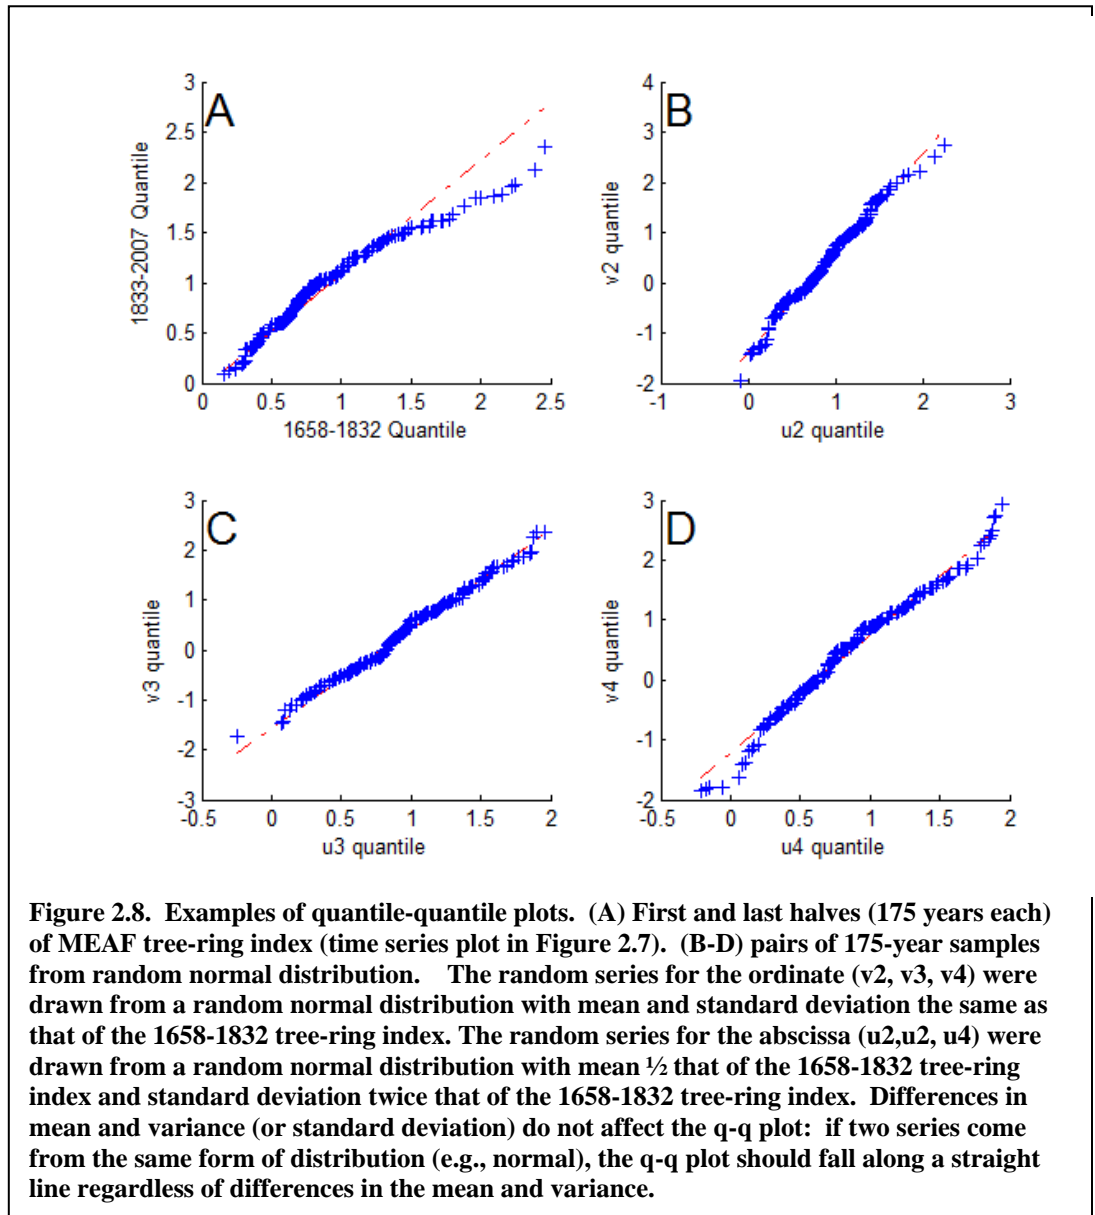 A
3
2.5
2
1.5
1
0.5
0
1833-2007 Quantile
0 0.5 1 1.5 2 2.5
1658-1832 Quantile
B
4
3
2
1
0
-1
-2
v2 quantile
-1 0 1 2 3
u2 quantile
C
3
2
1
0
-1
-2
-3
v3 quantile
-0.5 0 0.5 1 1.5 2
u3 quantile
D
3
2
1
0
-1
-2
v4 quantile
-0.5 0 0.5 1 1.5 2
u4 quantile
Figure 2.8. Examples of quantile-quantile plots. (A) First and last halves (175 years each)
of MEAF tree-ring index (time series plot in Figure 2.7). (B-D) pairs of 175-year samples
from random normal distribution. The random series for the ordinate (v2, v3, v4) were
drawn from a random normal distribution with mean and standard deviation the same as
that of the 1658-1832 tree-ring index. The random series for the abscissa (u2,u2, u4) were
drawn from a random normal distribution with mean ½ that of the 1658-1832 tree-ring
index and standard deviation twice that of the 1658-1832 tree-ring index. Differences in
mean and variance (or standard deviation) do not affect the q-q plot: if two series come
from the same form of distribution (e.g., normal), the q-q plot should fall along a straight
line regardless of differences in the mean and variance.